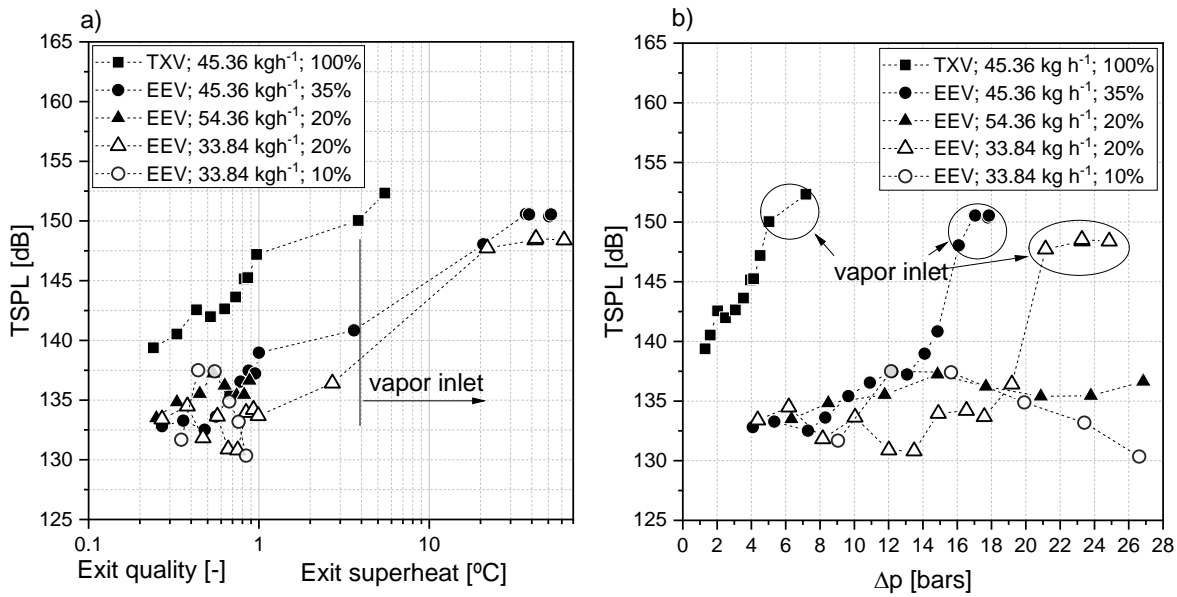 a)
TXV; 45.36 kgh⁻¹; 100%
EEV; 45.36 kgh⁻¹; 35%
EEV; 54.36 kgh⁻¹; 20%
EEV; 33.84 kgh⁻¹; 20%
EEV; 33.84 kgh⁻¹; 10%
165
160
155
150
145
140
135
130
125
TSPL [dB]
vapor inlet
0.1
1
10
Exit quality [-]
Exit superheat [ºC]
b)
TXV; 45.36 kg h⁻¹; 100%
EEV; 45.36 kg h⁻¹; 35%
EEV; 54.36 kg h⁻¹; 20%
EEV; 33.84 kg h⁻¹; 20%
EEV; 33.84 kg h⁻¹; 10%
165
160
155
150
145
140
135
130
125
TSPL [dB]
vapor inlet
0 2 4 6 8 10 12 14 16 18 20 22 24 26 28
Δp [bars]